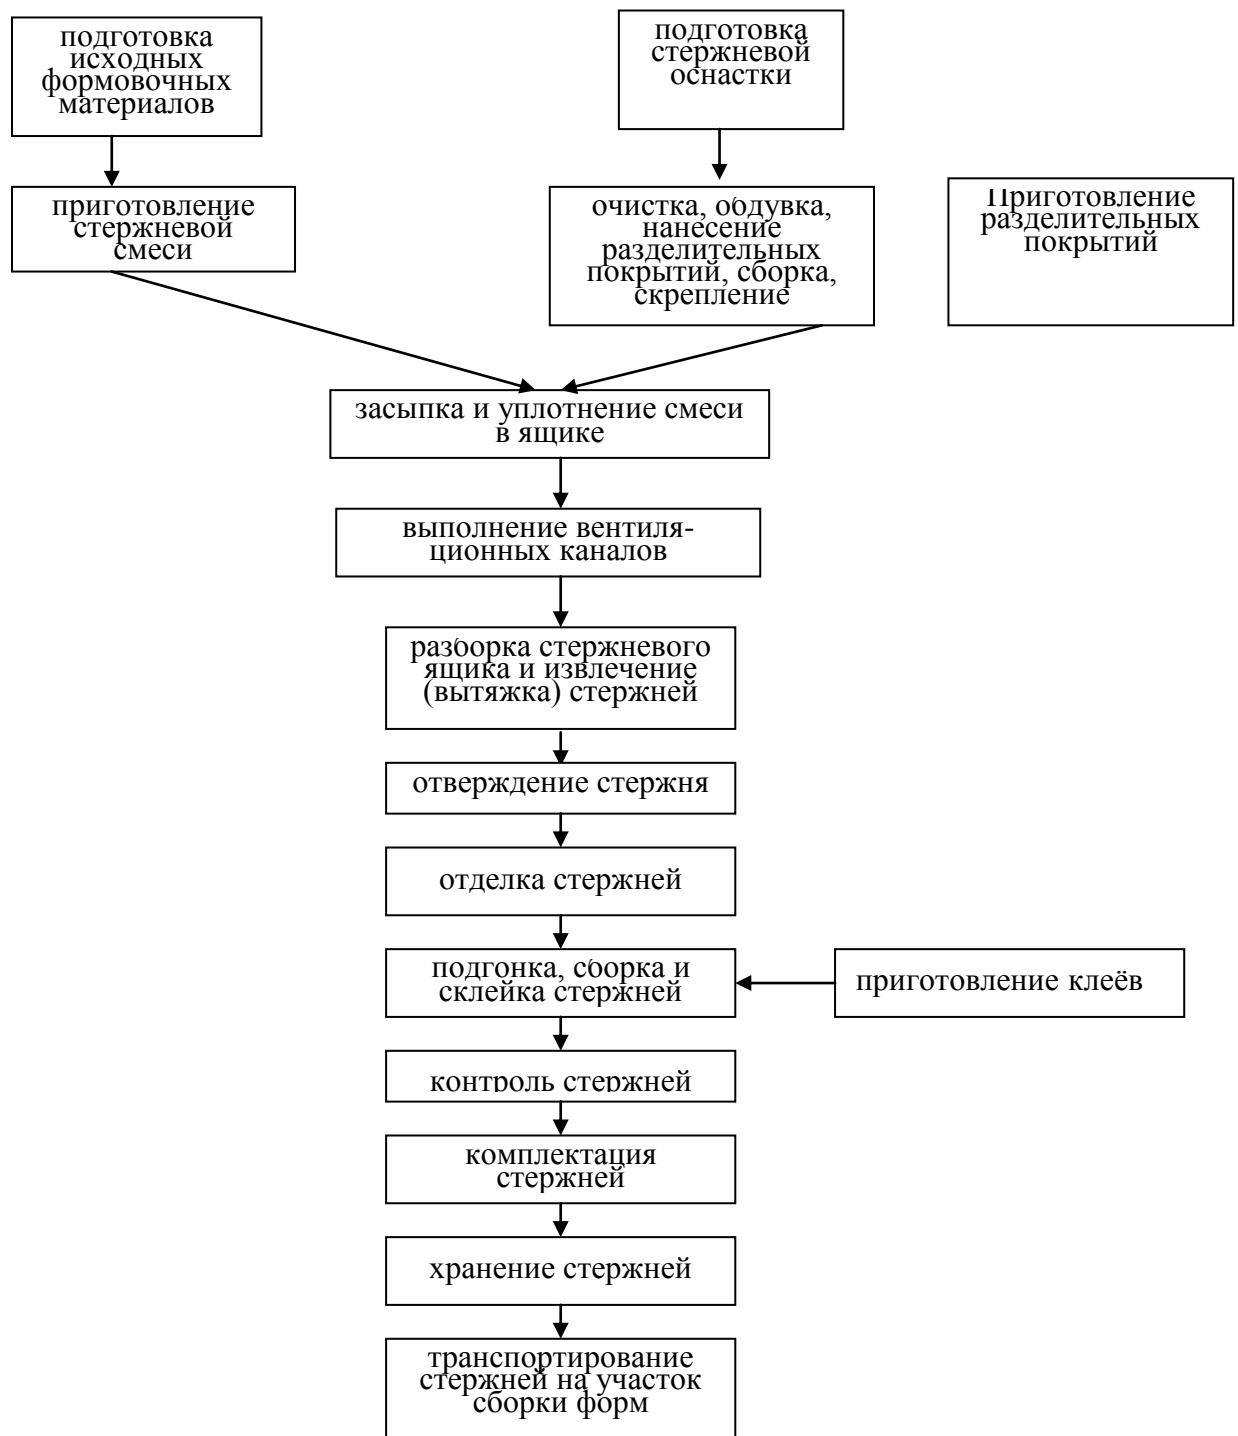 подготовка
исходных
формовочных
материалов
подготовка
стержневой
оснастки
приготовление
стержневой
смеси
очистка, обдувка,
нанесение
разделительных
покрытий, сборка,
скрепление
Приготовление
разделительных
покрытий
засыпка и уплотнение смеси
в ящике
выполнение вентиля-
ционных каналов
разборка стержневого
ящика и извлечение
(вытяжка) стержней
отверждение стержня
отделка стержней
подгонка, сборка и
склейка стержней
приготовление клеёв
контроль стержней
комплектация
стержней
хранение стержней
транспортирование
стержней на участок
сборки форм